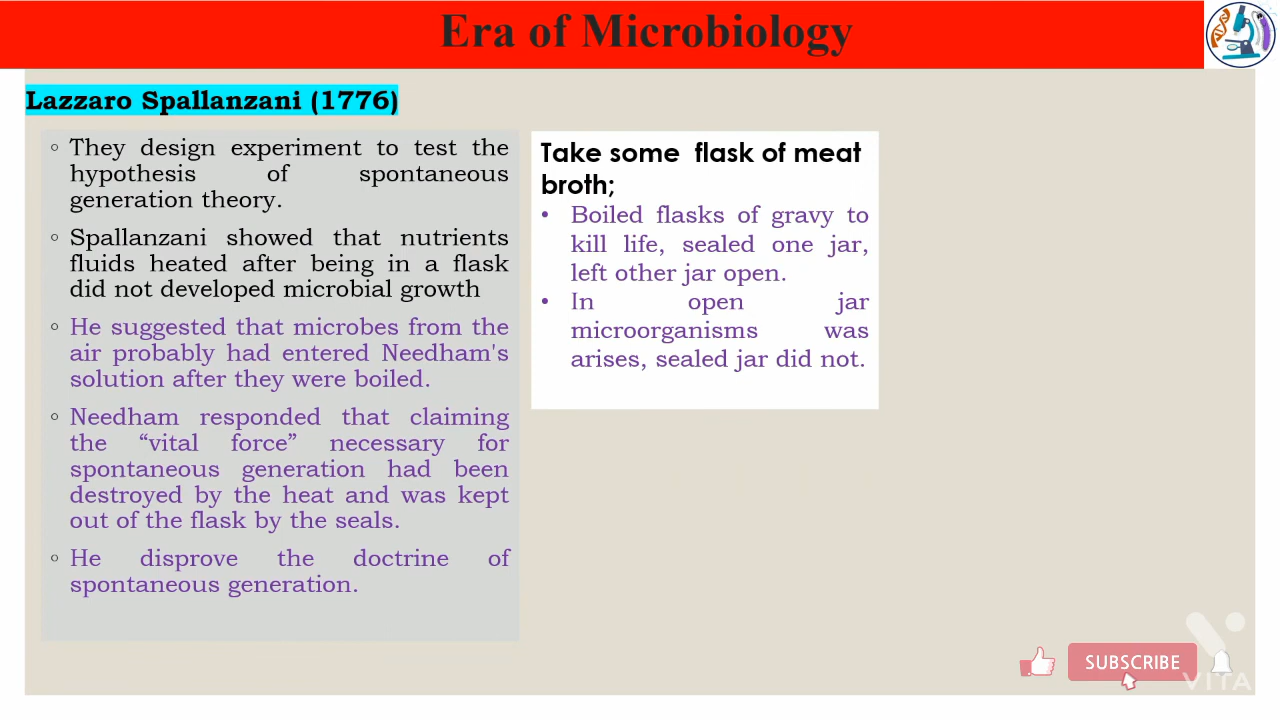 Era of Microbiology
Lazzaro Spallanzani (1776)
◦ They design experiment to test the
hypothesis of spontaneous
generation theory.
◦ Spallanzani showed that nutrients
fluids heated after being in a flask
did not developed microbial growth
◦ He suggested that microbes from the
air probably had entered Needham's
solution after they were boiled.
◦ Needham responded that claiming
the “vital force” necessary for
spontaneous generation had been
destroyed by the heat and was kept
out of the flask by the seals.
◦ He disprove the doctrine of
spontaneous generation.
Take some flask of meat
broth;
• Boiled flasks of gravy to
kill life, sealed one jar,
left other jar open.
• In open jar
microorganisms was
arises, sealed jar did not.
SUBSCRIBE
VITA